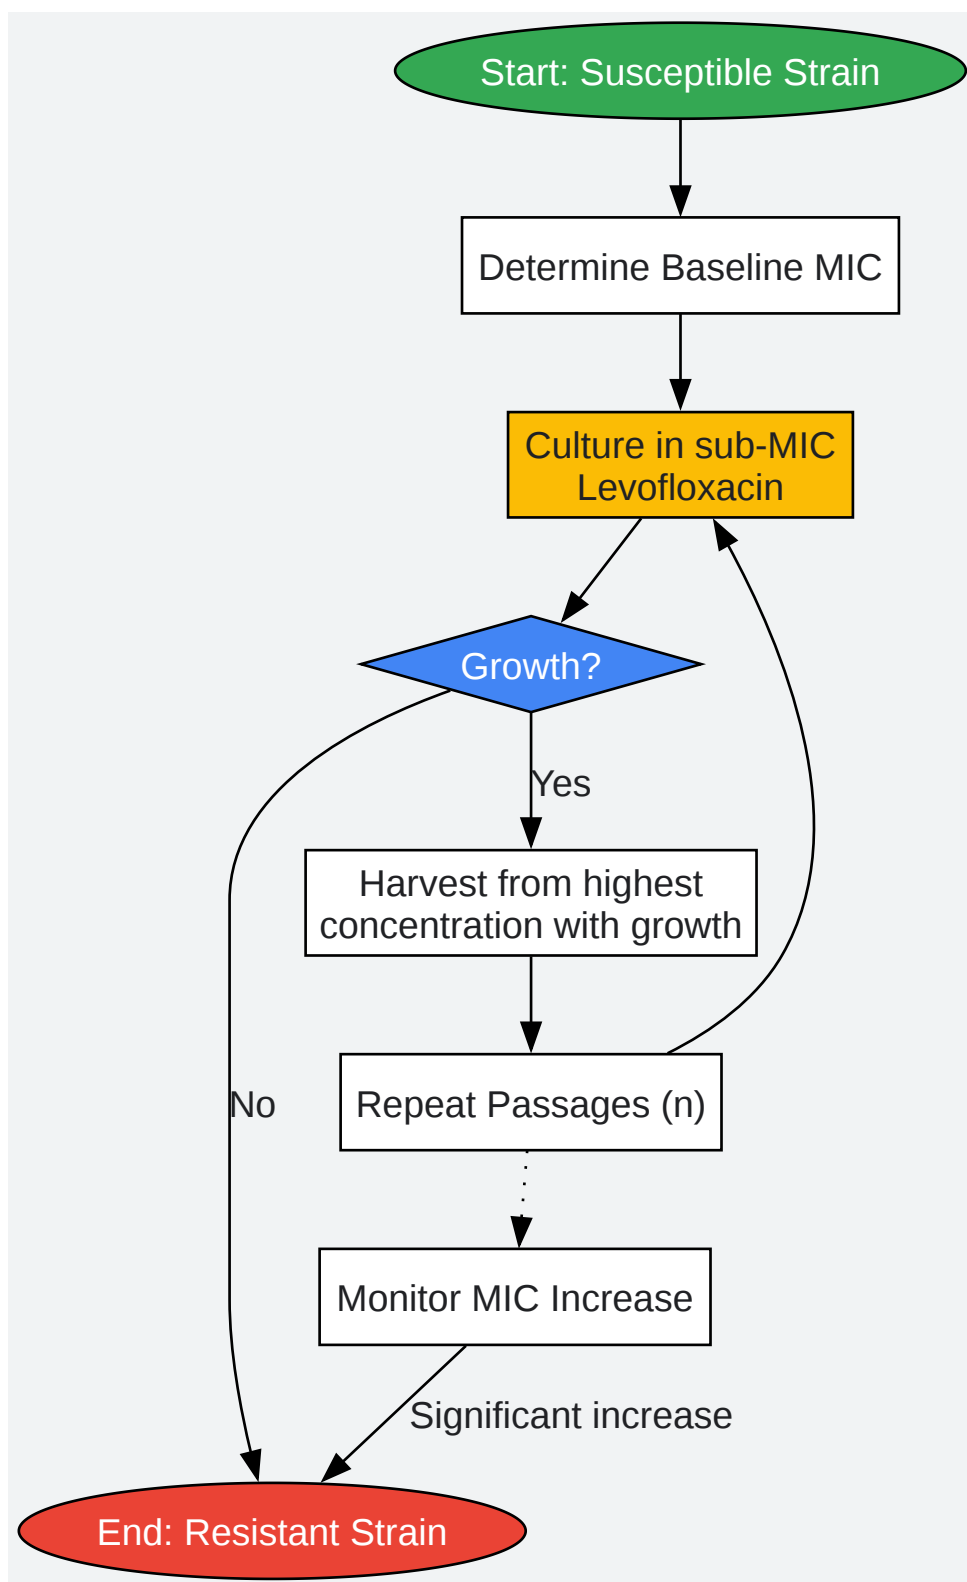 Start: Susceptible Strain
Determine Baseline MIC
Culture in sub-MIC
Levofloxacin
Growth?
Yes
Harvest from highest
concentration with growth
No
Repeat Passages (n)
Monitor MIC Increase
Significant increase
End: Resistant Strain